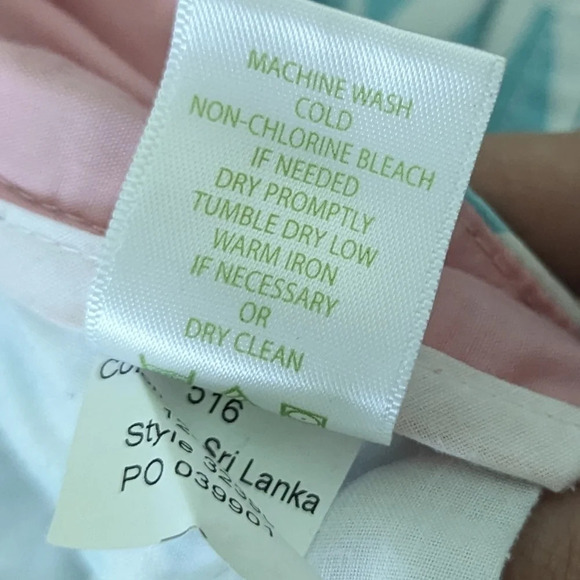 MACHINE WASH
COLD
NON-CHLORINE BLEACH
IF NEEDED
DRY PROMPTLY
TUMBLE DRY LOW
WARM IRON
IF NECESSARY
OR
DRY CLEAN
516
Sri Lanka
Style
PO 039901